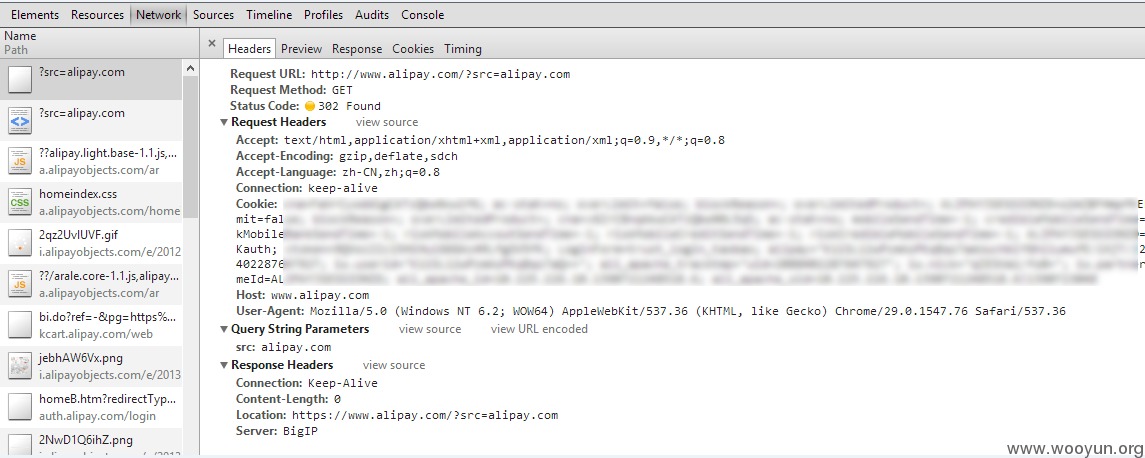 Elements Resources Network Sources Timeline Profiles Audits Console
Name
Path
× Headers Preview Response Cookies Timing
?src=alipay.com
?src=alipay.com
??alipay.light.base-1.1.js,...
a.alipayobjects.com/ar
homeindex.css
a.alipayobjects.com/home
2qz2UvIUVF.gif
i.alipayobjects.com/e/2012
??/arale.core-1.1.js,alipay...
a.alipayobjects.com/ar
bi.do?ref=-&pg=https%...
kcart.alipay.com/web
jebhAW6Vx.png
i.alipayobjects.com/e/2013
homeB.htm?redirectTyp...
auth.alipay.com/login
2NwD1Q6ihZ.png
Request URL: http://www.alipay.com/?src=alipay.com
Request Method: GET
Status Code: 302 Found
Request Headers view source
Accept: text/html,application/xhtml+xml,application/xml;q=0.9,*/*;q=0.8
Accept-Encoding: gzip,deflate,sdch
Accept-Language: zh-CN,zh;q=0.8
Connection: keep-alive
Cookie:
mit=fal
kMobile
Kauth;
402287
meId=AL
Host: www.alipay.com
User-Agent: Mozilla/5.0 (Windows NT 6.2; WOW64) AppleWebKit/537.36 (KHTML, like Gecko) Chrome/29.0.1547.76 Safari/537.36
Query String Parameters view source view URL encoded
src: alipay.com
Response Headers view source
Connection: Keep-Alive
Content-Length: 0
Location: https://www.alipay.com/?src=alipay.com
Server: BigIP
www.wooyun.org